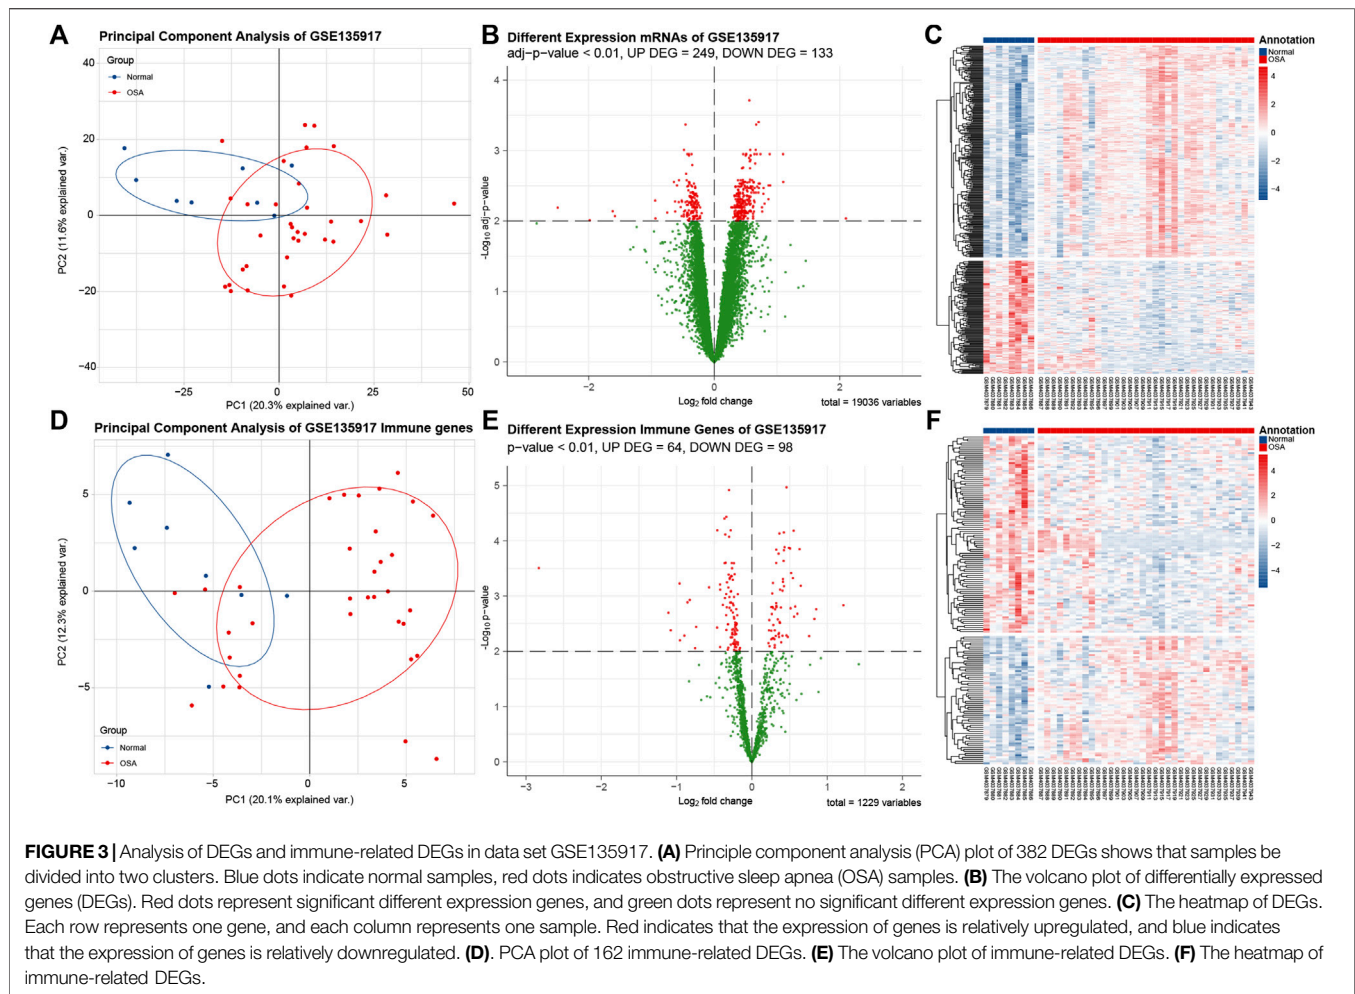 A
Principal Component Analysis of GSE135917
Group
Normal
OSA
40
20
0
−20
−40
PC2 (11.6% explained var.)
−25
0
25
50
PC1 (20.3% explained var.)
B
Different Expression mRNAs of GSE135917
adj−p−value < 0.01, UP DEG = 249, DOWN DEG = 133
4
3
2
1
0
-Log10 adj−p−value
−2
0
2
Log2 fold change
total = 19036 variables
C
Annotation
Normal
OSA
4
2
0
−2
−4
D
Principal Component Analysis of GSE135917 Immune genes
5
0
−5
PC2 (12.3% explained var.)
Group
Normal
OSA
−10
−5
0
5
PC1 (20.1% explained var.)
E
Different Expression Immune Genes of GSE135917
p−value < 0.01, UP DEG = 64, DOWN DEG = 98
5
4
3
2
1
0
-Log10 p−value
−3
−2
−1
0
1
2
Log2 fold change
total = 1229 variables
F
Annotation
Normal
OSA
4
2
0
−2
−4
FIGURE 3 | Analysis of DEGs and immune-related DEGs in data set GSE135917. (A) Principle component analysis (PCA) plot of 382 DEGs shows that samples be
divided into two clusters. Blue dots indicate normal samples, red dots indicates obstructive sleep apnea (OSA) samples. (B) The volcano plot of differentially expressed
genes (DEGs). Red dots represent significant different expression genes, and green dots represent no significant different expression genes. (C) The heatmap of DEGs.
Each row represents one gene, and each column represents one sample. Red indicates that the expression of genes is relatively upregulated, and blue indicates
that the expression of genes is relatively downregulated. (D). PCA plot of 162 immune-related DEGs. (E) The volcano plot of immune-related DEGs. (F) The heatmap of
immune-related DEGs.